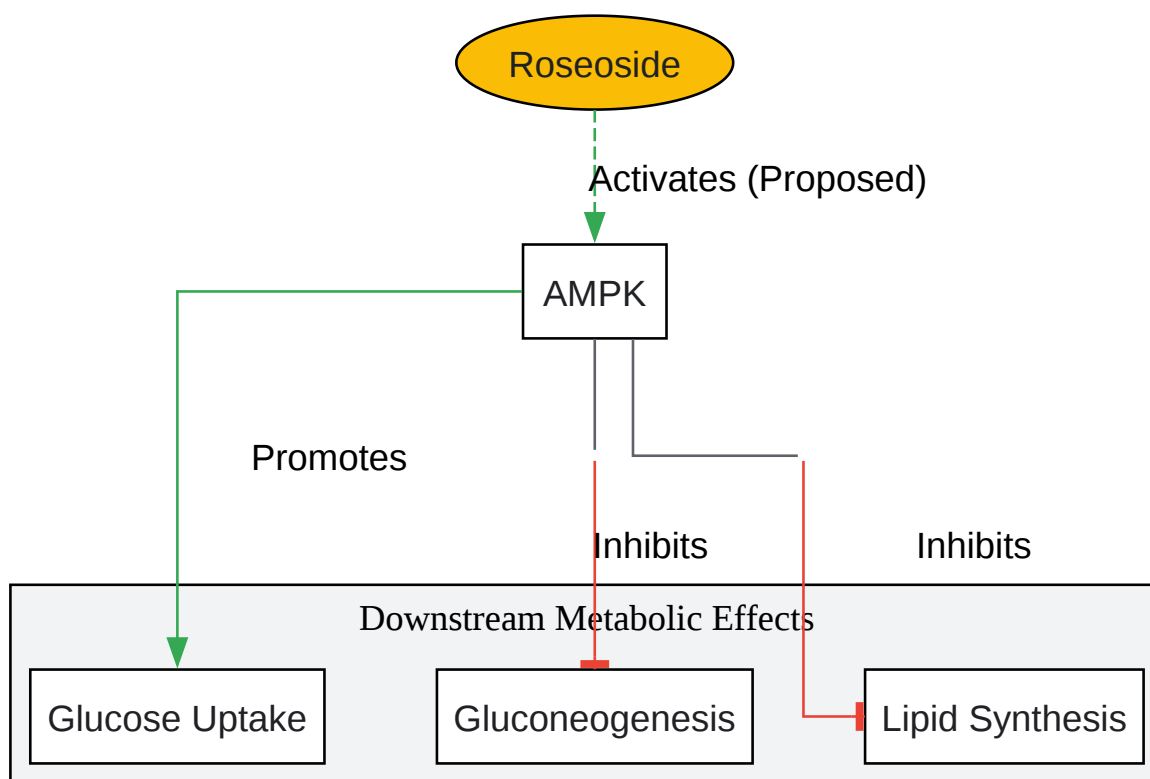 Roseoside
Activates (Proposed)
AMPK
Promotes
Inhibits
Inhibits
Downstream Metabolic Effects
Glucose Uptake
Gluconeogenesis
Lipid Synthesis